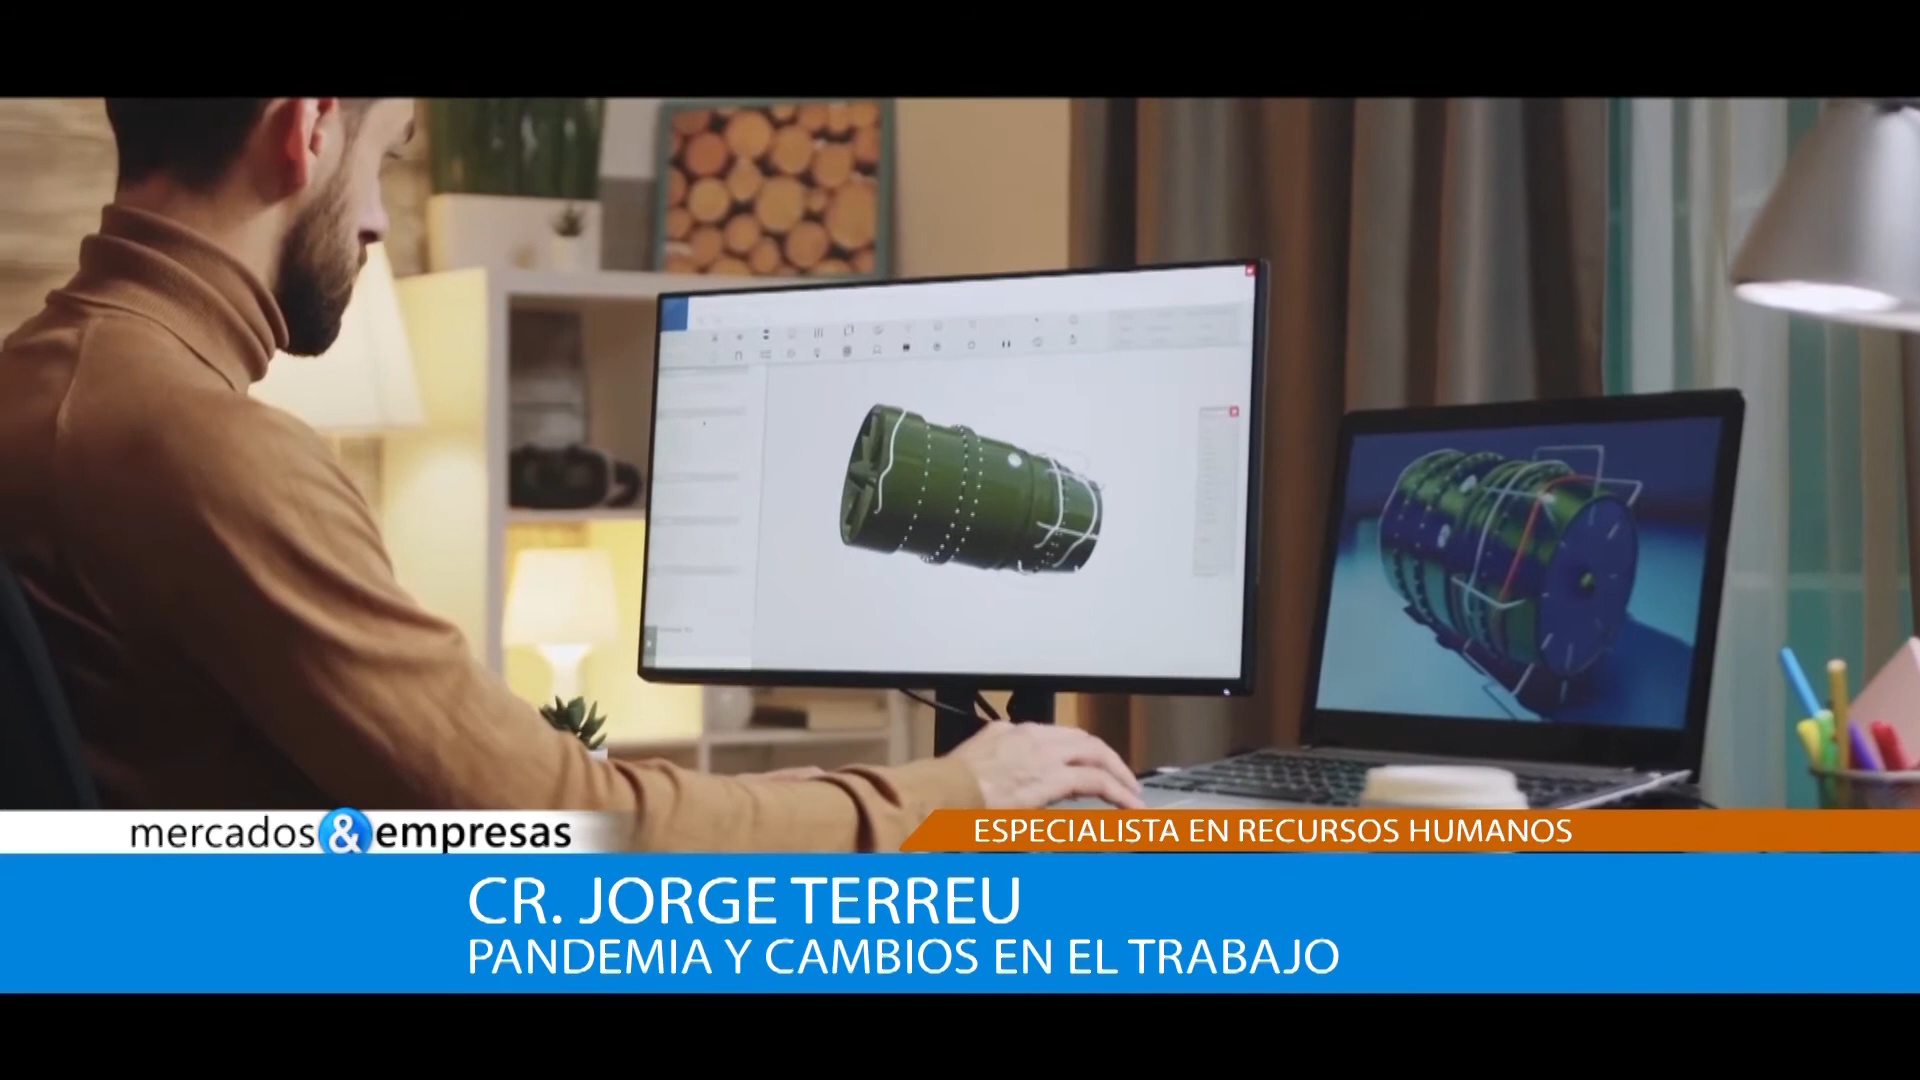 mercados&empresas
ESPECIALISTA EN RECURSOS HUMANOS
CR. JORGE TERREU
PANDEMIA Y CAMBIOS EN EL TRABAJO